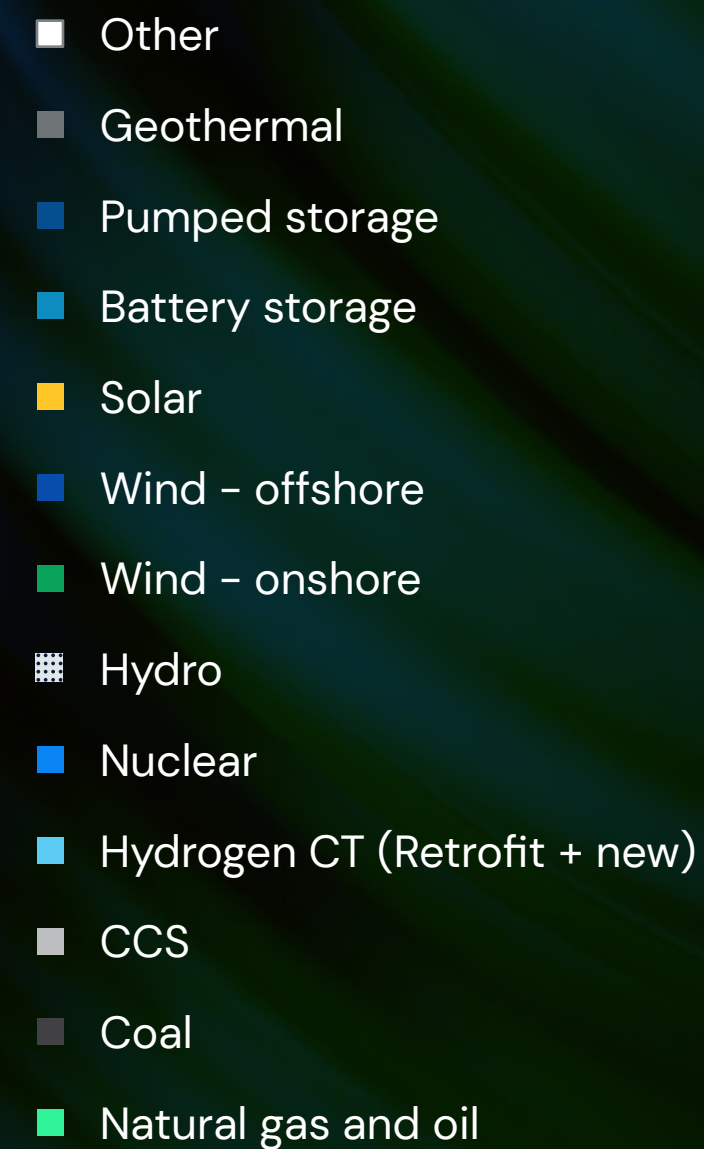 Other
Geothermal
Pumped storage
Battery storage
Solar
Wind - offshore
Wind - onshore
Hydro
Nuclear
Hydrogen CT (Retrofit + new)
CCS
Coal
Natural gas and oil